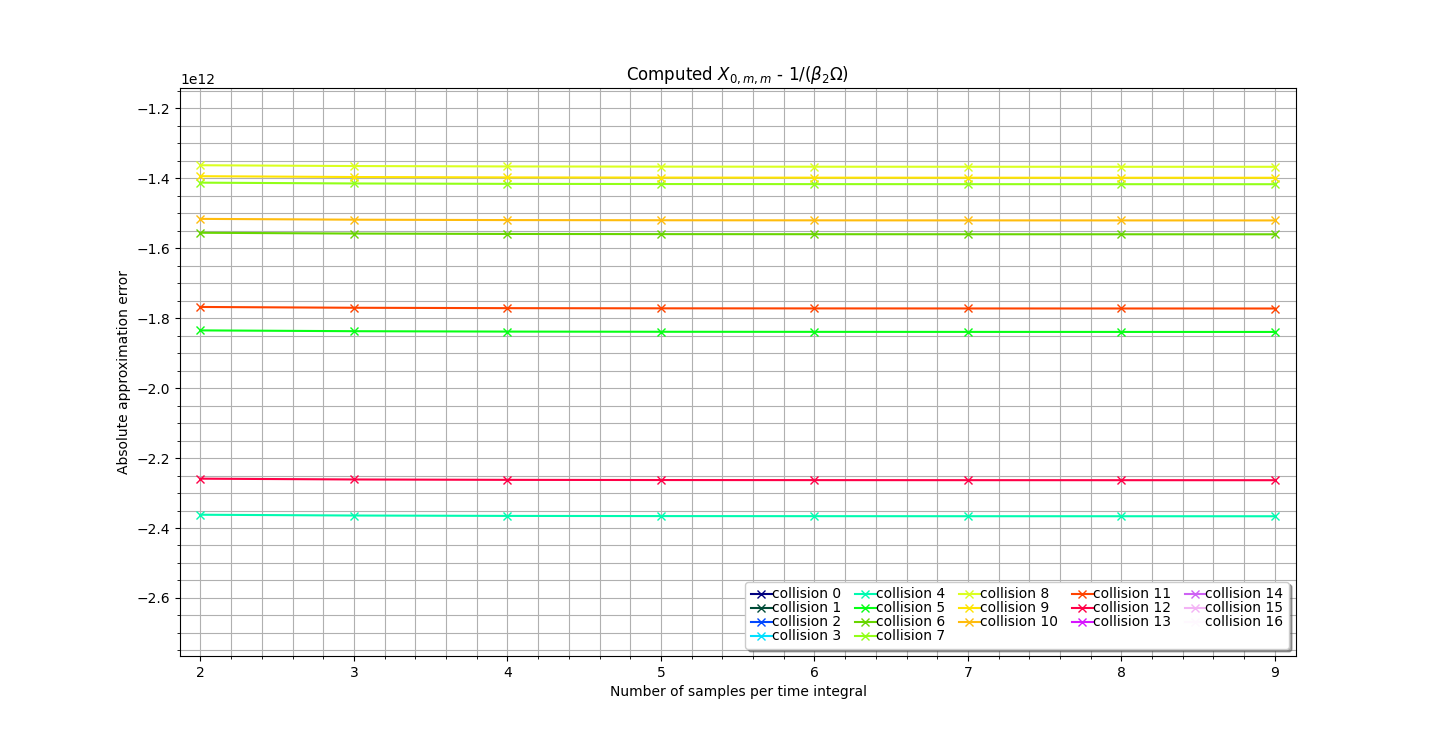 Computed X₀,ₘ,ₘ - 1/(β₂Ω)
1e12
−1.2
−1.4
−1.6
−1.8
−2.0
−2.2
−2.4
−2.6
Absolute approximation error
collision 0 collision 4 collision 8 collision 11 collision 14
collision 1 collision 5 collision 9 collision 12 collision 15
collision 2 collision 6 collision 10 collision 13 collision 16
collision 3 collision 7
2 3 4 5 6 7 8 9
Number of samples per time integral